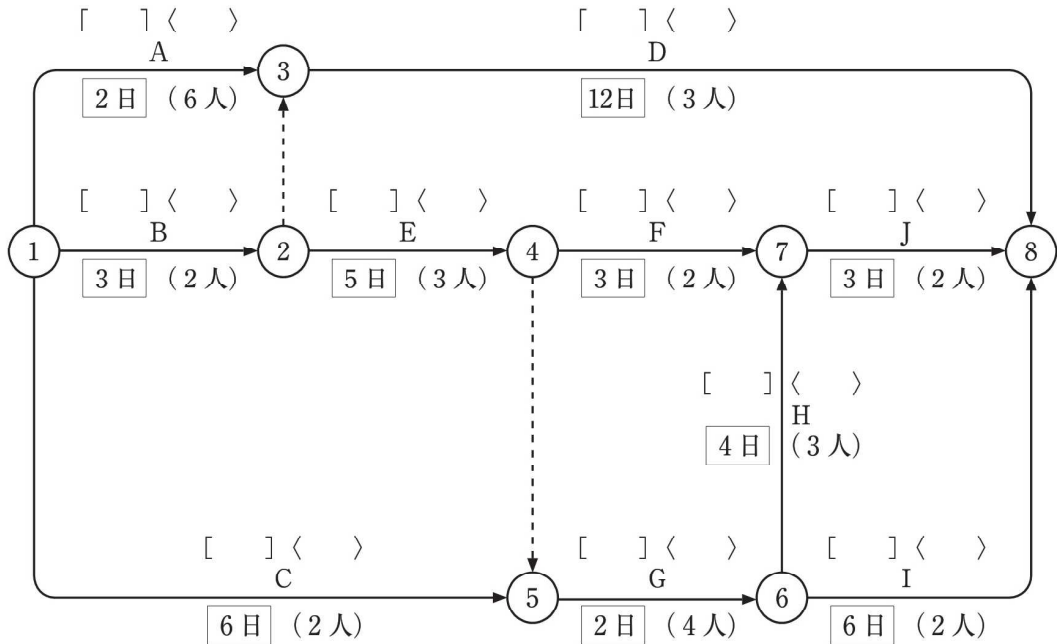 [ ]〈 〉 [ ]〈 〉
A D
③
2日 (6人) 12日 (3人)
[ ]〈 〉 [ ]〈 〉 [ ]〈 〉 [ ]〈 〉
B E F J
① ② ④ ⑦ ⑧
3日 (2人) 5日 (3人) 3日 (2人) 3日 (2人)
[ ]〈 〉
H
4日 (3人)
[ ]〈 〉 [ ]〈 〉 [ ]〈 〉
C G I
⑤ ⑥
6日 (2人) 2日 (4人) 6日 (2人)